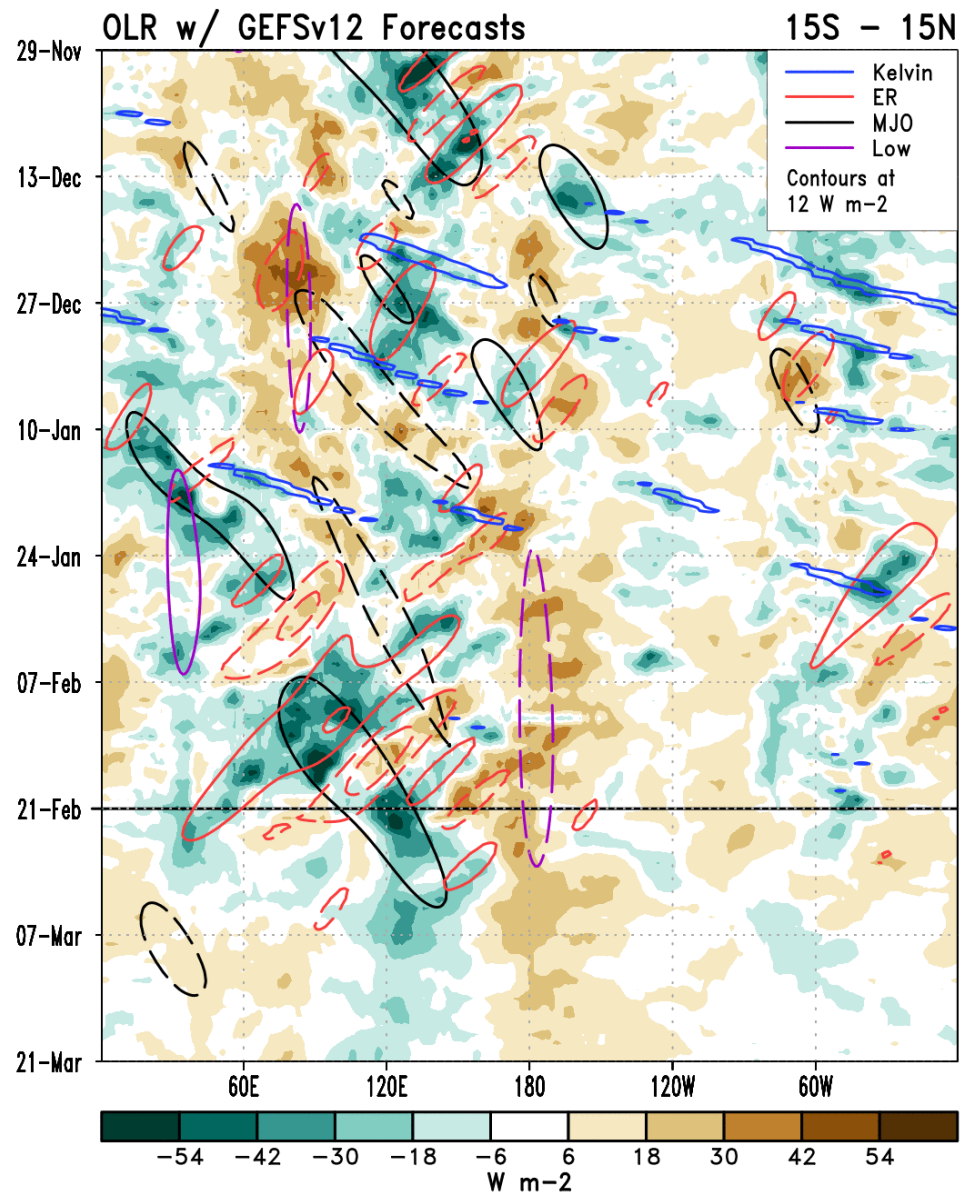 OLR w/ GEFSv12 Forecasts 15S - 15N
29-Nov
Kelvin
ER
MJO
Low
Contours at
12 W m-2
13-Dec
27-Dec
10-Jan
24-Jan
07-Feb
21-Feb
07-Mar
21-Mar
60E 120E 180 120W 60W
-54 -42 -30 -18 -6 6 18 30 42 54
W m-2